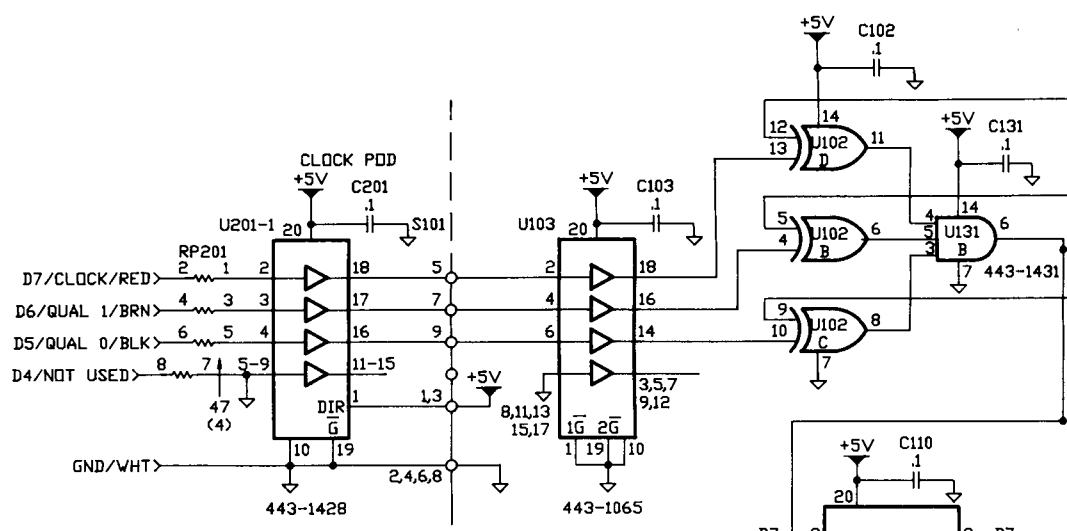 +5V
C102
.1
14
12
13
U102
D
11
+5V
C131
.1
CLOCK POD
+5V
C201
.1
S101
U201-1
20
+5V
C103
.1
U103
20
5
4
U102
B
6
14
4
5
3
U131
B
6
7
443-1431
RP201
D7/CLOCK/RED
2
1
2
18
5
2
18
D6/QUAL 1/BRN
4
3
3
17
7
4
16
D5/QUAL 0/BLK
6
5
4
16
9
6
14
9
10
U102
C
8
7
D4/NOT USED
8
7
5-9
11-15
47
(4)
DIR
1
1,3
+5V
8,11,13
15,17
3,5,7
9,12
G
10
19
1G
2G
1
19
10
GND/WHT
2,4,6,8
443-1428
443-1065
+5V
C110
.1
20